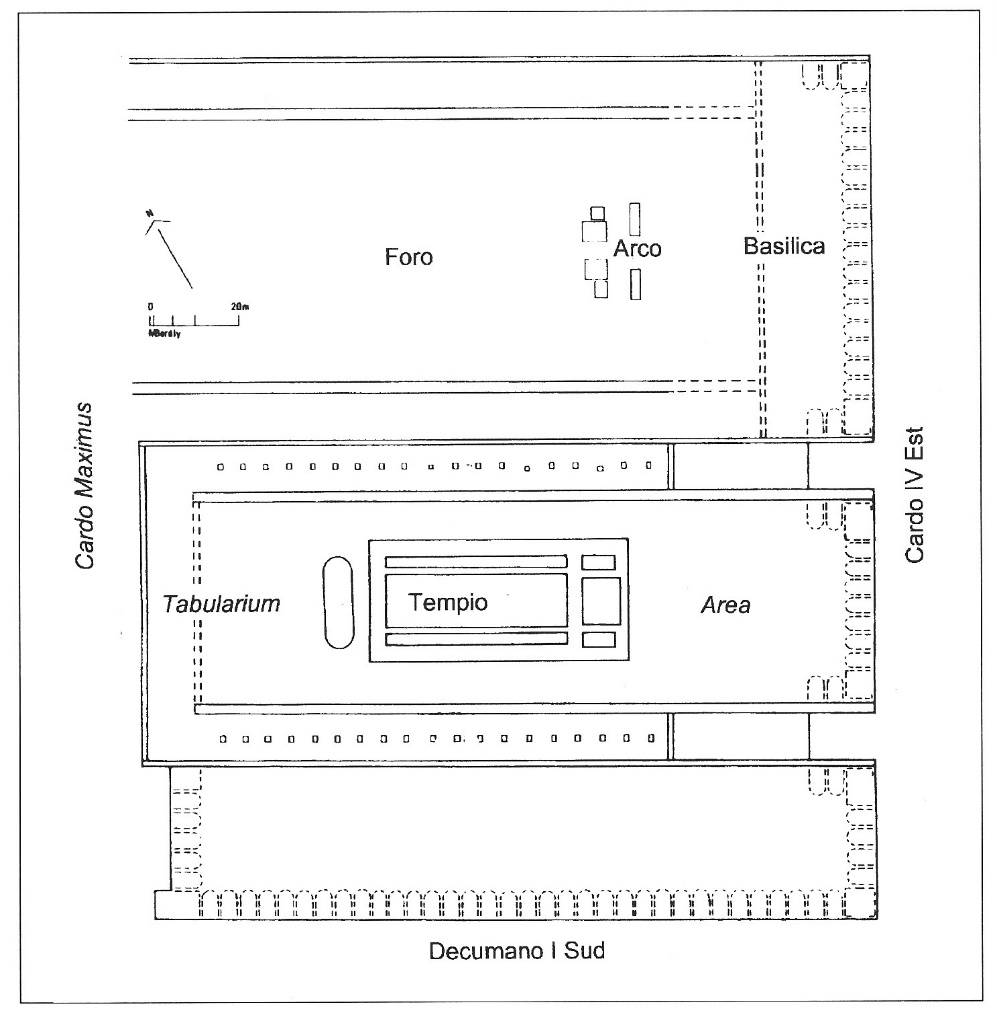 Foro
Arco
Basilica
N
0 20m
Cardo Maximus
Cardo IV Est
Tabularium
Tempio
Area
Decumano I Sud